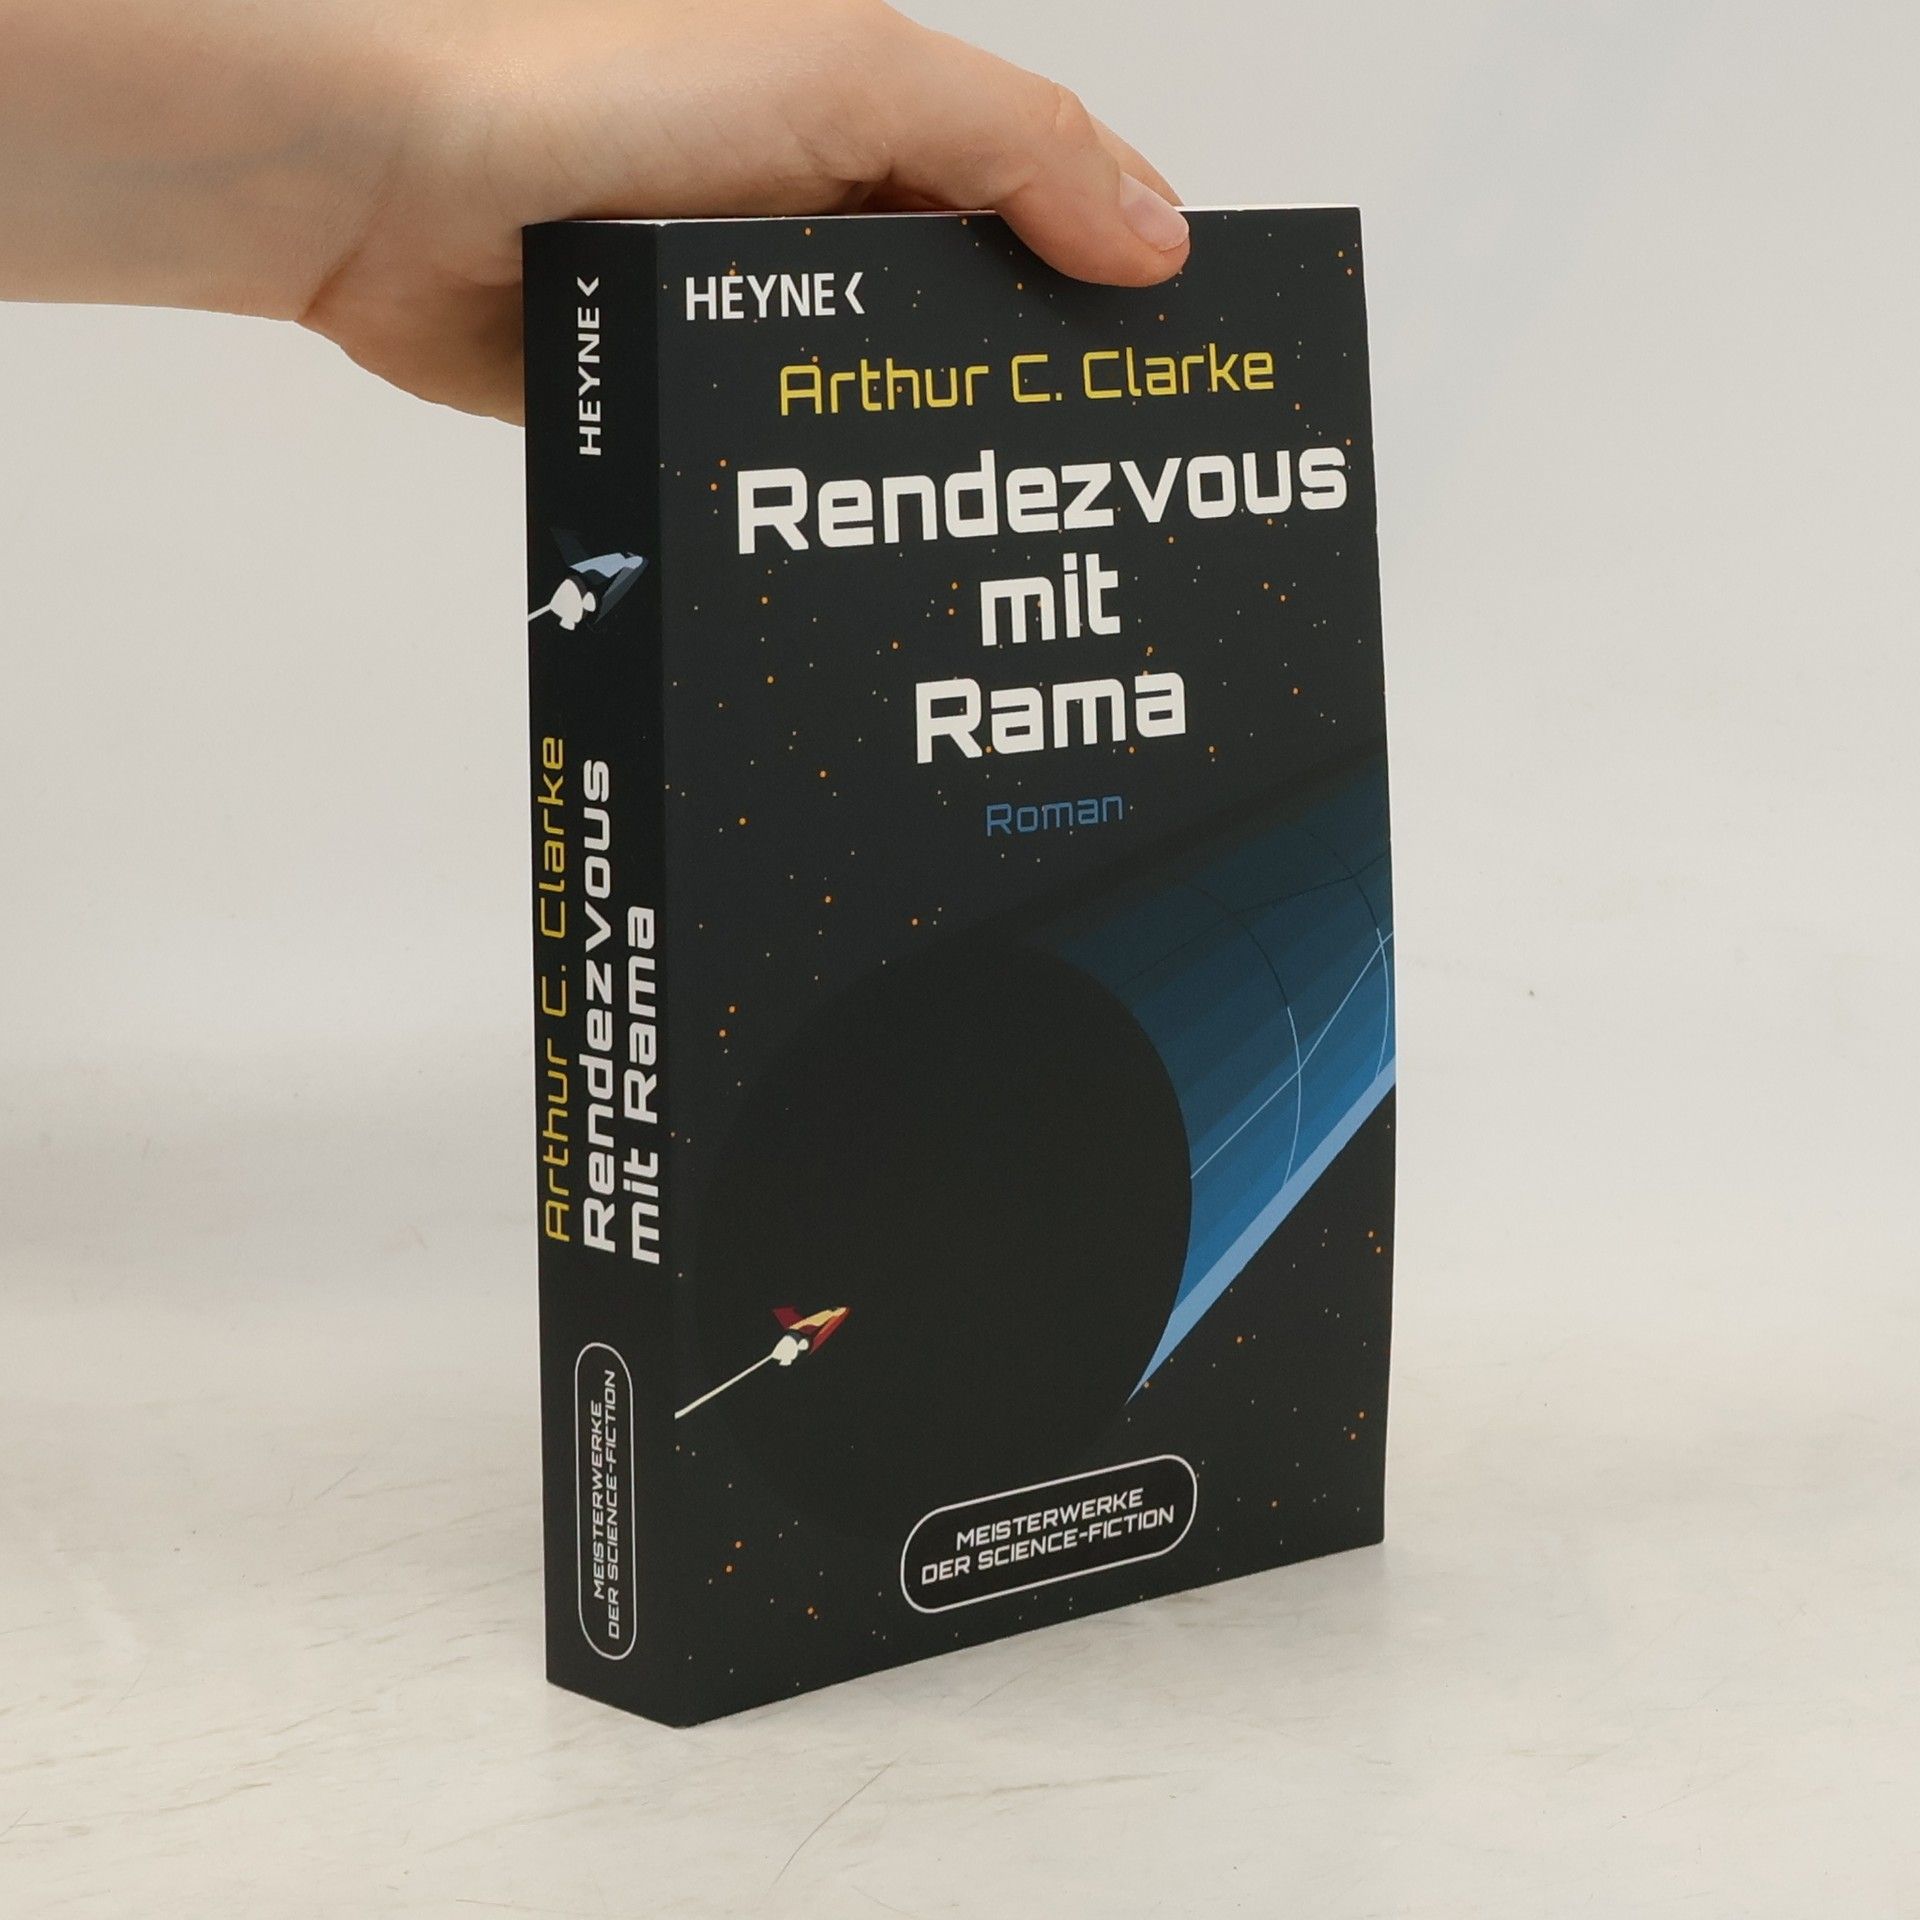 HEYNE<
Arthur C. Clarke
Rendezvous
mit
Rama
Roman
MEISTERWERKE
DER SCIENCE-FICTION
HEYNE<
Arthur C. Clarke
Rendezvous
mit Rama
MEISTERWERKE
DER SCIENCE-FICTION